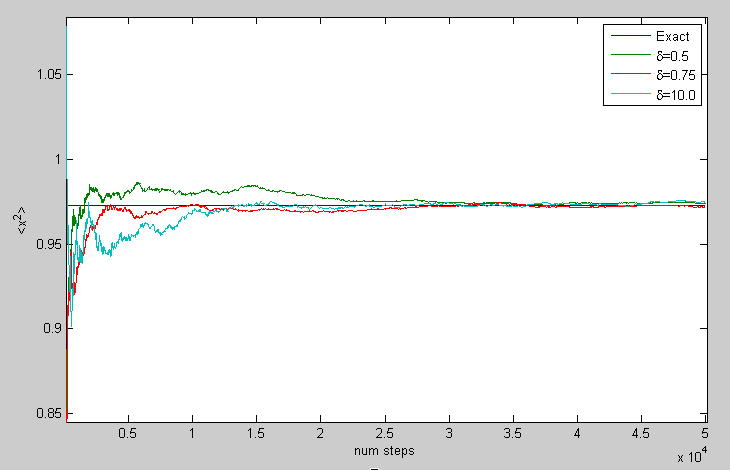 Exact
δ=0.5
δ=0.75
δ=10.0
1.05
1
0.95
0.9
0.85
<x²>
0.5 1 1.5 2 2.5 3 3.5 4 4.5 5
num steps
x 10⁴